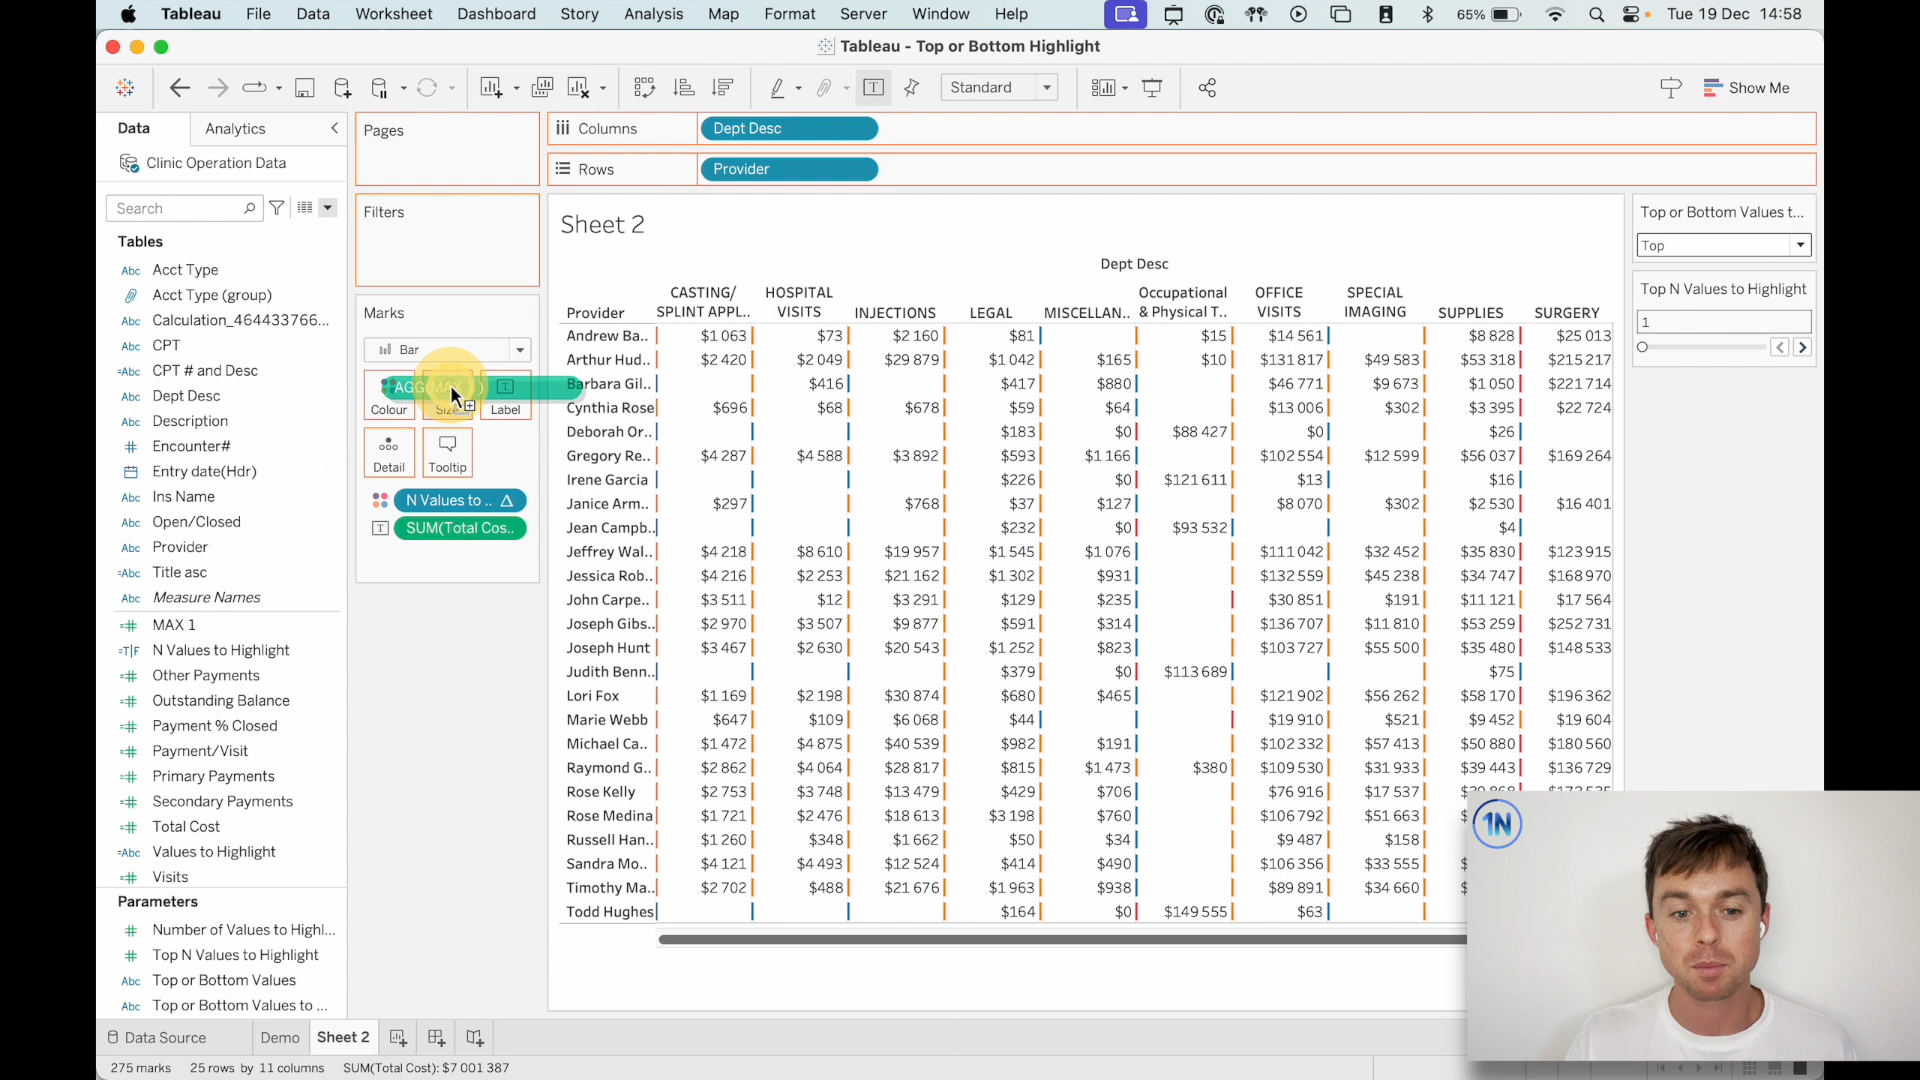 Tableau File Data Worksheet Dashboard Story Analysis Map Format Server Window Help 65% Tue 19 Dec 14:58
Tableau - Top or Bottom Highlight
Standard Show Me
Data Analytics
Clinic Operation Data
Search
Tables
Abc Acct Type
Acct Type (group)
Abc Calculation_464433766...
Abc CPT
=Abc CPT # and Desc
Abc Dept Desc
Abc Description
# Encounter#
Entry date(Hdr)
Abc Ins Name
Abc Open/Closed
Abc Provider
=Abc Title asc
Abc Measure Names
=# MAX 1
=T|F N Values to Highlight
=# Other Payments
=# Outstanding Balance
=# Payment % Closed
=# Payment/Visit
=# Primary Payments
=# Secondary Payments
=# Total Cost
=Abc Values to Highlight
=# Visits
Parameters
# Number of Values to Highl...
# Top N Values to Highlight
Abc Top or Bottom Values
Abc Top or Bottom Values to ...
Pages
Filters
Marks
Bar
Colour Size Label
Detail Tooltip
N Values to .. △
SUM(Total Cos..
Columns Dept Desc
Rows Provider
Sheet 2
Dept Desc
CASTING/ HOSPITAL Occupational OFFICE SPECIAL
Provider SPLINT APPL.. VISITS INJECTIONS LEGAL MISCELLAN.. & Physical T.. VISITS IMAGING SUPPLIES SURGERY
Andrew Ba.. $1 063 $73 $2 160 $81 $15 $14 561 $8 828 $25 013
Arthur Hud.. $2 420 $2 049 $29 879 $1 042 $165 $10 $131 817 $49 583 $53 318 $215 217
Barbara Gil.. $416 $417 $880 $46 771 $9 673 $1 050 $221 714
Cynthia Rose $696 $68 $678 $59 $64 $13 006 $302 $3 395 $22 724
Deborah Or.. $183 $0 $88 427 $0 $26
Gregory Re.. $4 287 $4 588 $3 892 $593 $1 166 $102 554 $12 599 $56 037 $169 264
Irene Garcia $226 $0 $121 611 $13 $16
Janice Arm.. $297 $768 $37 $127 $8 070 $302 $2 530 $16 401
Jean Campb.. $232 $0 $93 532 $4
Jeffrey Wal.. $4 218 $8 610 $19 957 $1 545 $1 076 $111 042 $32 452 $35 830 $123 915
Jessica Rob.. $4 216 $2 253 $21 162 $1 302 $931 $132 559 $45 238 $34 747 $168 970
John Carpe.. $3 511 $12 $3 291 $129 $235 $30 851 $191 $11 121 $17 564
Joseph Gibs.. $2 970 $3 507 $9 877 $591 $314 $136 707 $11 810 $53 259 $252 731
Joseph Hunt $3 467 $2 630 $20 543 $1 252 $823 $103 727 $55 500 $35 480 $148 533
Judith Benn.. $379 $0 $113 689 $75
Lori Fox $1 169 $2 198 $30 874 $680 $465 $121 902 $56 262 $58 170 $196 362
Marie Webb $647 $109 $6 068 $44 $19 910 $521 $9 452 $19 604
Michael Ca.. $1 472 $4 875 $40 539 $982 $191 $102 332 $57 413 $50 880 $180 560
Raymond G.. $2 862 $4 064 $28 817 $815 $1 473 $380 $109 530 $31 933 $39 443 $136 729
Rose Kelly $2 753 $3 748 $13 479 $429 $706 $76 916 $17 537
Rose Medina $1 721 $2 476 $18 613 $3 198 $760 $106 792 $51 663
Russell Han.. $1 260 $348 $1 662 $50 $34 $9 487 $158
Sandra Mo.. $4 121 $4 493 $12 524 $414 $490 $106 356 $33 555
Timothy Ma.. $2 702 $488 $21 676 $1 963 $938 $89 891 $34 660
Todd Hughes $164 $0 $149 555 $63
Top or Bottom Values t...
Top
Top N Values to Highlight
1
1N
Data Source Demo Sheet 2
275 marks 25 rows by 11 columns SUM(Total Cost): $7 001 387